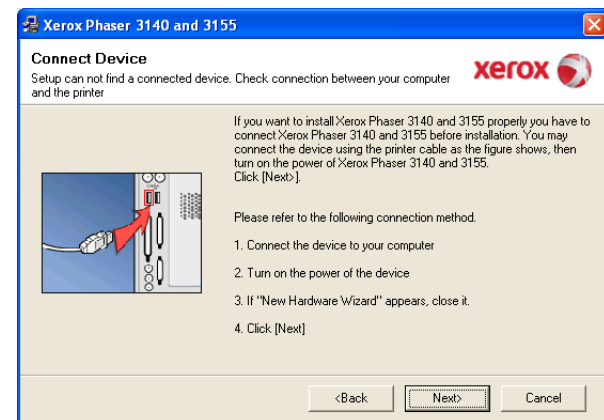 Xerox Phaser 3140 and 3155
Connect Device
Setup can not find a connected device. Check connection between your computer
and the printer
xerox
If you want to install Xerox Phaser 3140 and 3155 properly you have to
connect Xerox Phaser 3140 and 3155 before installation. You may
connect the device using the printer cable as the figure shows, then
turn on the power of Xerox Phaser 3140 and 3155.
Click [Next>].
Please refer to the following connection method.
1. Connect the device to your computer
2. Turn on the power of the device
3. If "New Hardware Wizard" appears, close it.
4. Click [Next]
<Back
Next>
Cancel